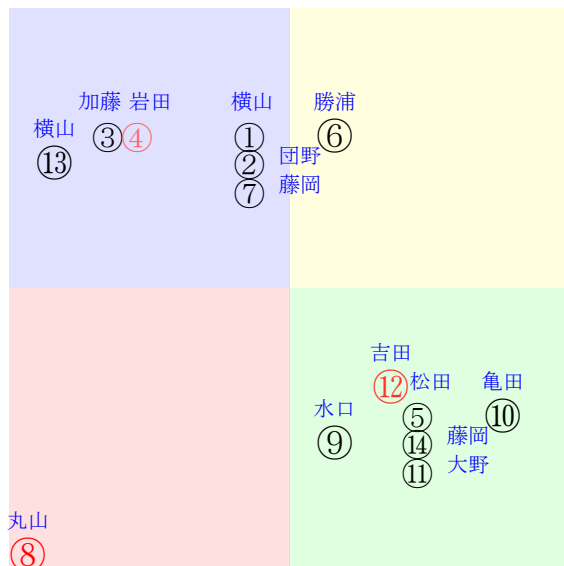 加藤 岩田 横山 勝浦
横山 ③ ④ ① ⑥
⑬ ② 団野
⑦ 藤岡
吉田
⑫ 松田 亀田
水口 ⑤ ⑩
⑨ ⑭ 藤岡
⑪ 大野
丸山
⑧